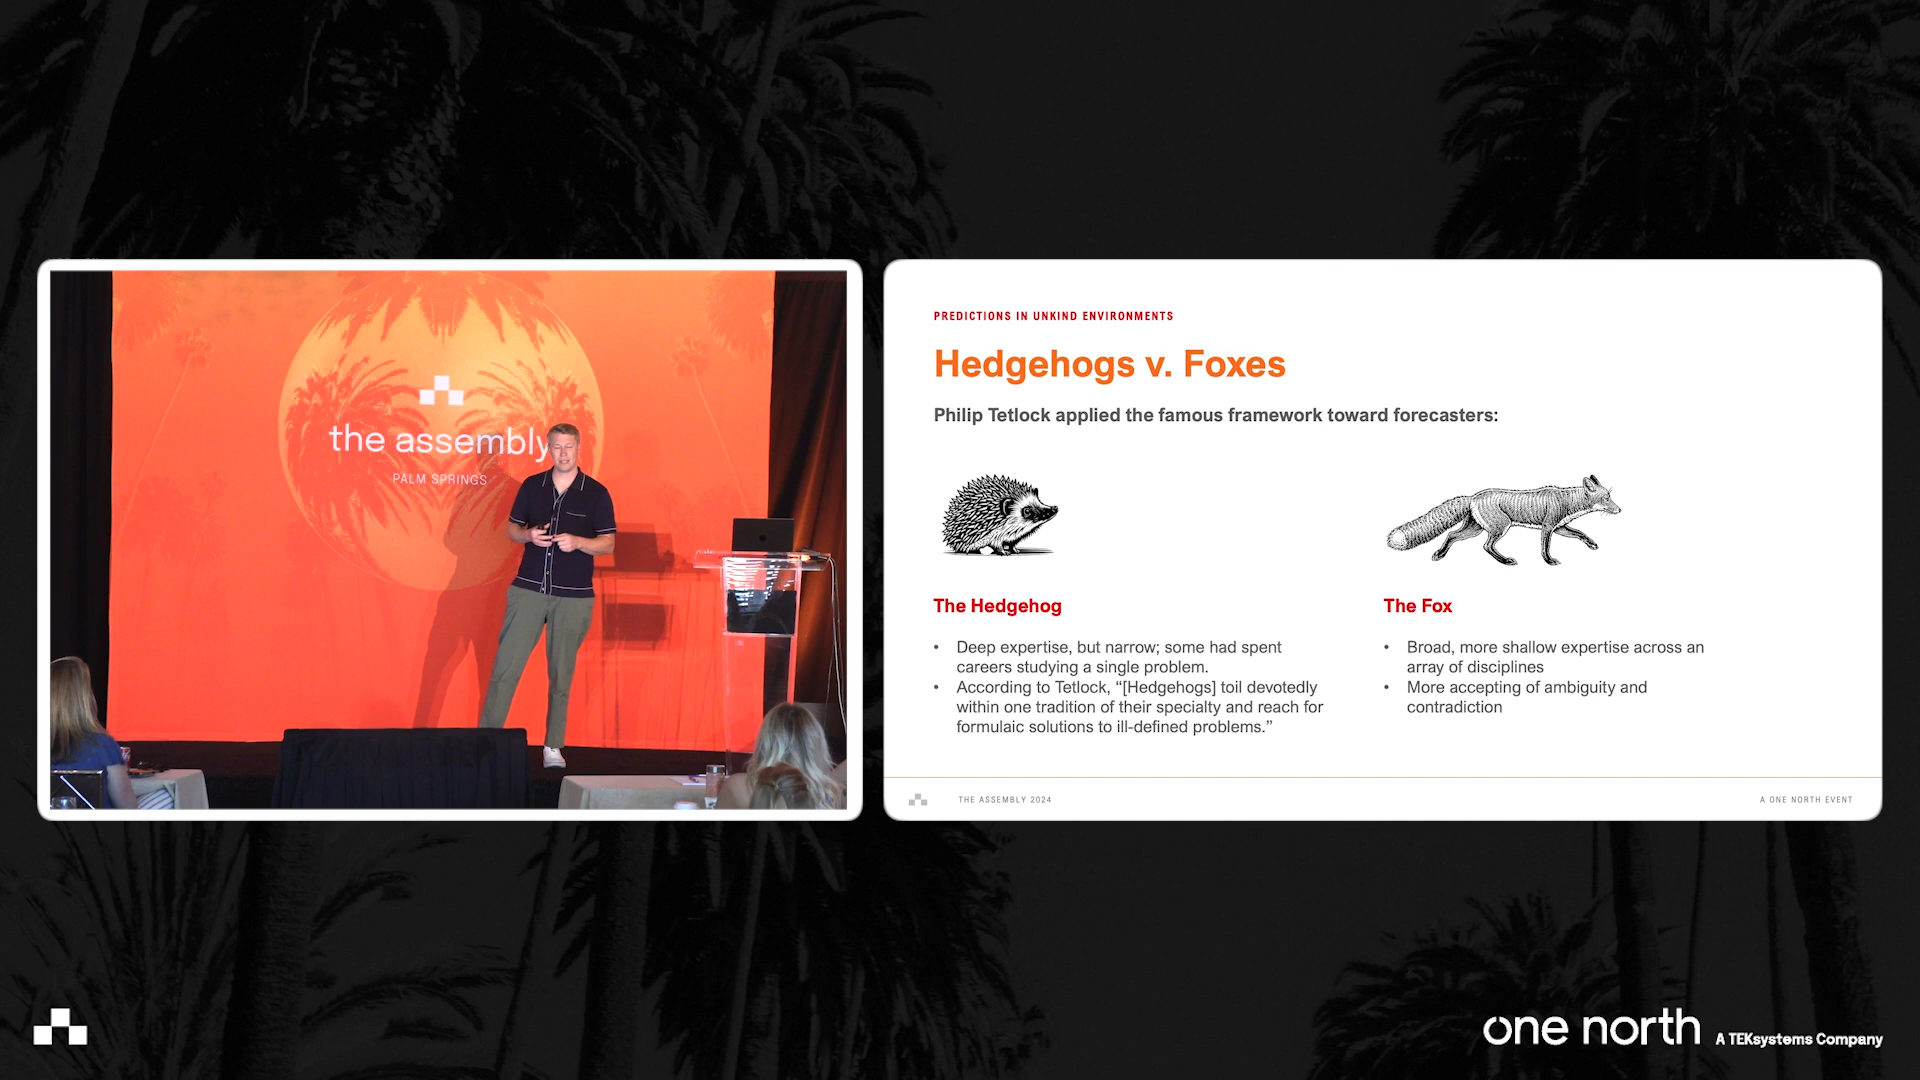 the assembly
PALM SPRINGS
PREDICTIONS IN UNKIND ENVIRONMENTS
Hedgehogs v. Foxes
Philip Tetlock applied the famous framework toward forecasters:
The Hedgehog
• Deep expertise, but narrow; some had spent
careers studying a single problem.
• According to Tetlock, “[Hedgehogs] toil devotedly
within one tradition of their specialty and reach for
formulaic solutions to ill-defined problems.”
The Fox
• Broad, more shallow expertise across an
array of disciplines
• More accepting of ambiguity and
contradiction
THE ASSEMBLY 2024
A ONE NORTH EVENT
one north A TEKsystems Company